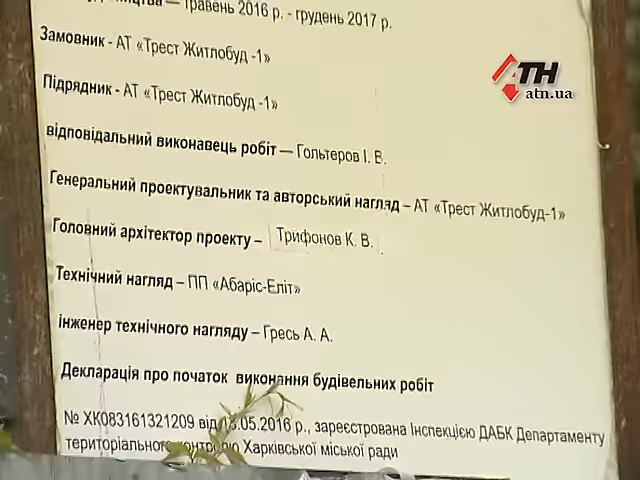 — травень 2016 р. - грудень 2017 р.
Замовник - АТ «Трест Житлобуд -1»
АТН
atn.ua
Підрядник - АТ «Трест Житлобуд -1»
відповідальний виконавець робіт — Гольтеров І. В.
Генеральний проектувальник та авторський нагляд – АТ «Трест Житлобуд-1»
Головний архітектор проекту – Трифонов К. В.
Технічний нагляд – ПП «Абаріс-Еліт»
інженер технічного нагляду – Гресь А. А.
Декларація про початок виконання будівельних робіт
№ ХК083161321209 від .05.2016 р., зареєстрована Інспекцією ДАБК Департаменту
територіального контролю Харківської міської ради